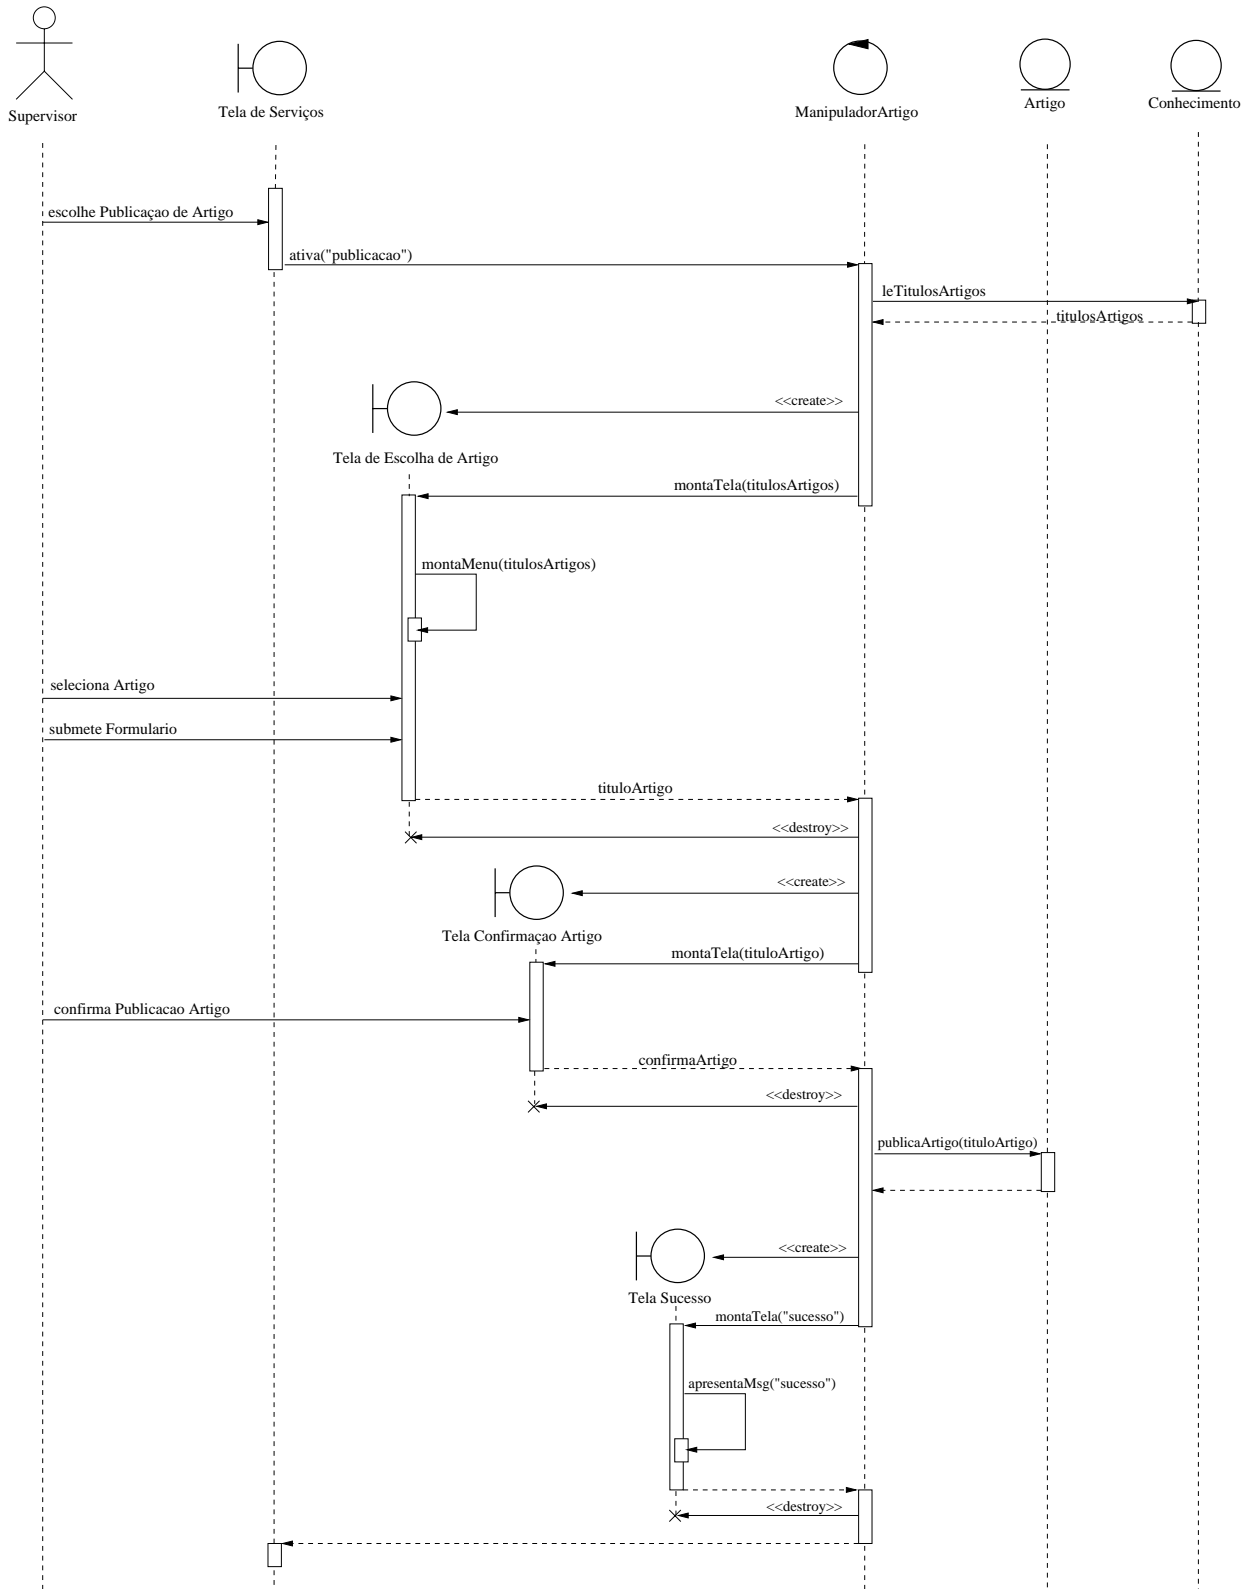 Supervisor
Tela de Serviços
ManipuladorArtigo
Artigo
Conhecimento
escolhe Publicaçao de Artigo
ativa("publicacao")
leTitulosArtigos
titulosArtigos
<<create>>
Tela de Escolha de Artigo
montaTela(titulosArtigos)
montaMenu(titulosArtigos)
seleciona Artigo
submete Formulario
tituloArtigo
<<destroy>>
<<create>>
Tela Confirmaçao Artigo
montaTela(tituloArtigo)
confirma Publicacao Artigo
confirmaArtigo
<<destroy>>
publicaArtigo(tituloArtigo)
<<create>>
Tela Sucesso
montaTela("sucesso")
apresentaMsg("sucesso")
<<destroy>>